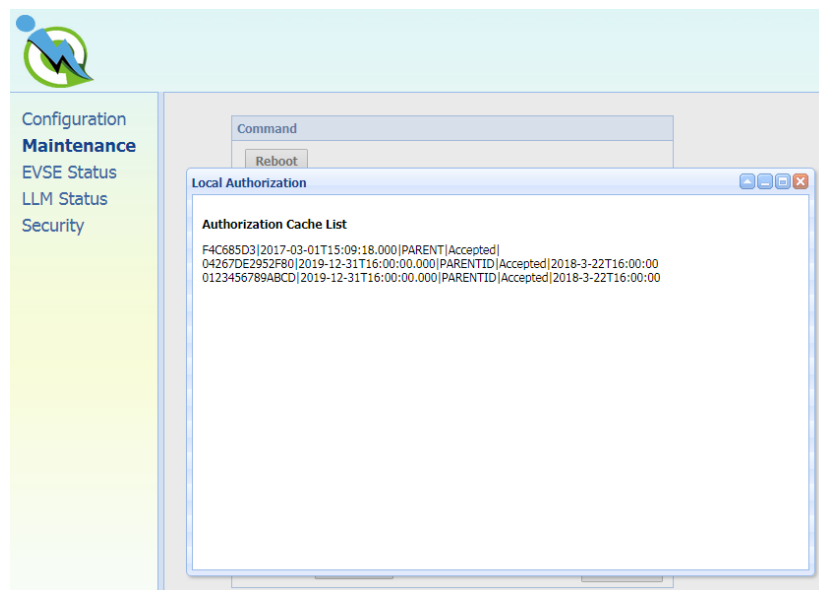 Configuration
Maintenance
EVSE Status
LLM Status
Security
Command
Reboot
Local Authorization
Authorization Cache List
F4C685D3|2017-03-01T15:09:18.000|PARENT|Accepted|
04267DE2952F80|2019-12-31T16:00:00.000|PARENTID|Accepted|2018-3-22T16:00:00
0123456789ABCD|2019-12-31T16:00:00.000|PARENTID|Accepted|2018-3-22T16:00:00